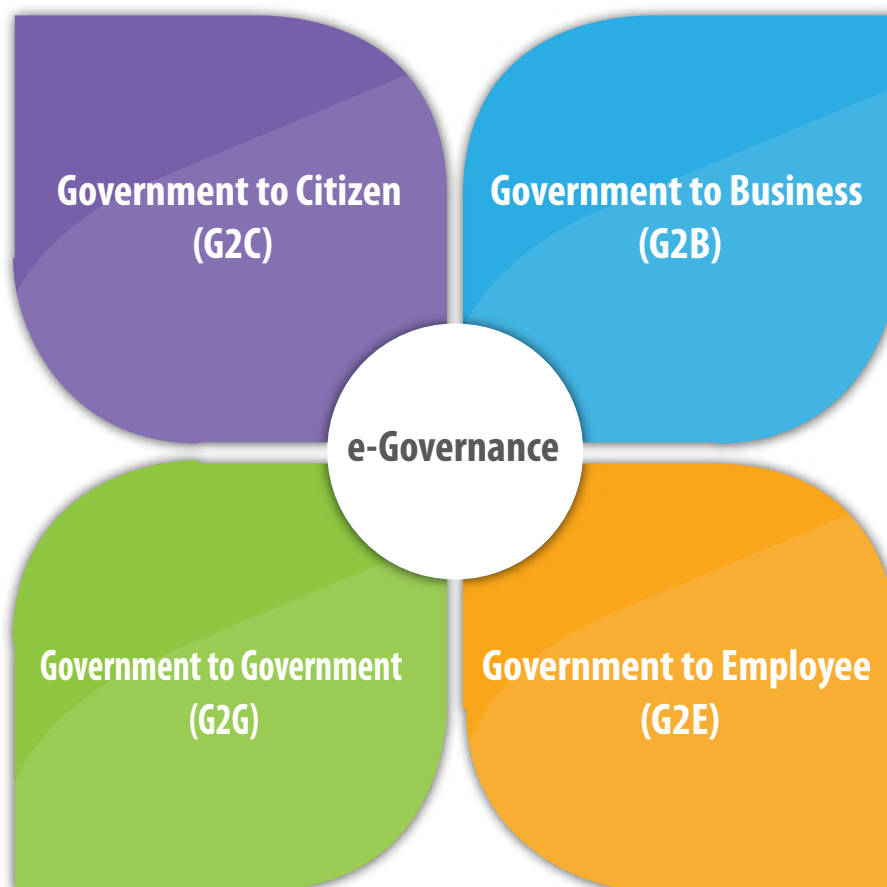 Government to Citizen
(G2C)
Government to Business
(G2B)
e-Governance
Government to Government
(G2G)
Government to Employee
(G2E)